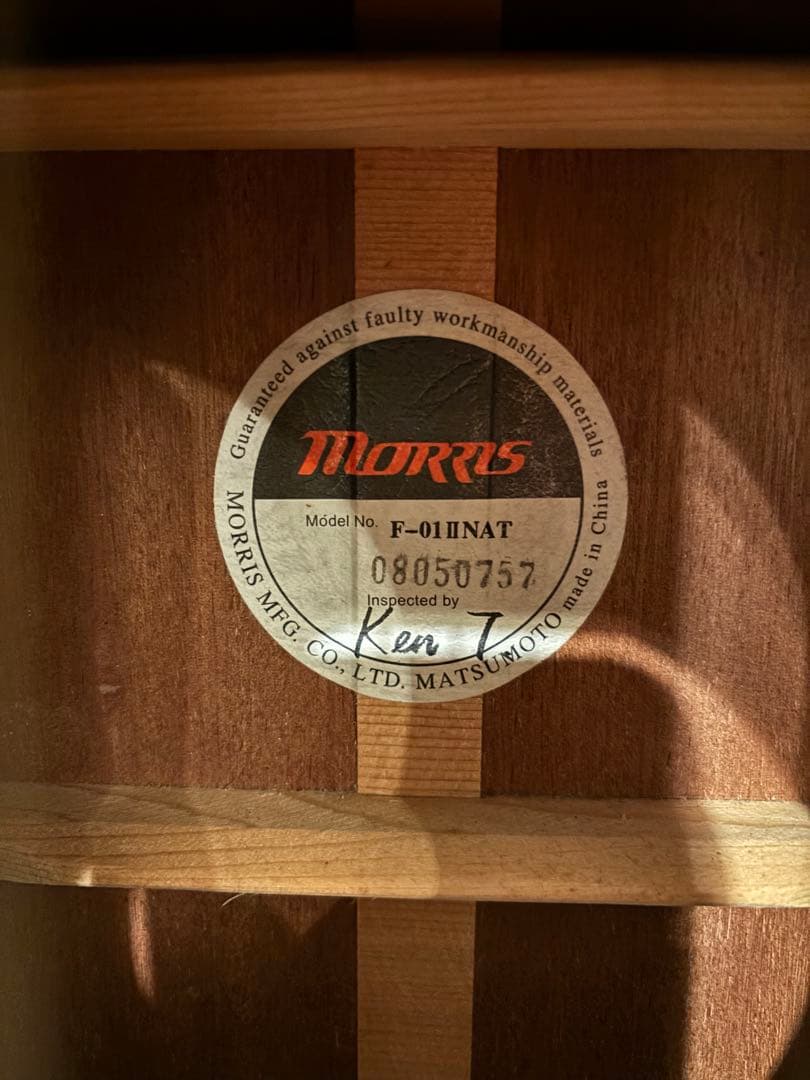 Guaranteed against faulty workmanship materials
MORRIS
Model No. F-01ⅡNAT
08050757
Inspected by
Ken T.
MORRIS MFG. CO., LTD. MATSUMOTO made in China